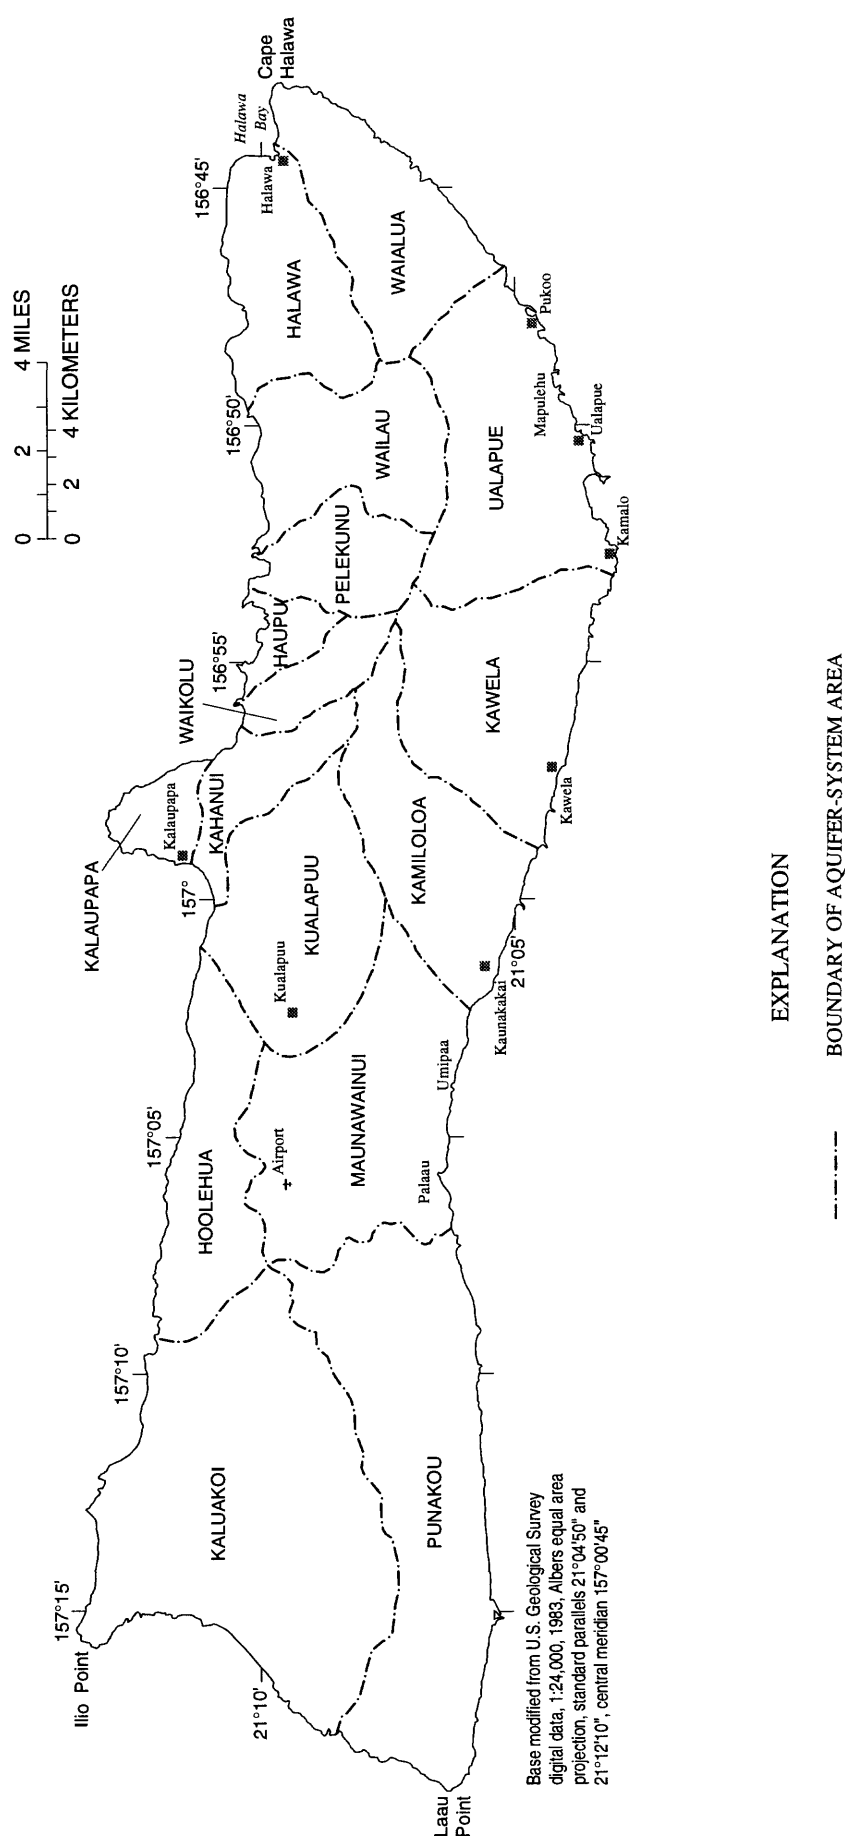 Ilio Point
157°15'
157°10'
157°05'
157°
156°55'
156°50'
156°45'
0
2
4 MILES
0
2
4 KILOMETERS
Halawa
Bay
Cape
Halawa
Halawa
KALAUPAPA
Kalaupapa
WAIKOLU
KAHANUI
HAUPU
PELEKUNU
WAILAU
HALAWA
WAIALUA
HOOLEHUA
Airport
Kualapuu
KUALAPUU
KALUAKOI
21°10'
MAUNAWAINUI
KAMILOLOA
KAWELA
UALAPUE
PUNAKOU
Palaau
Umipaa
Kaunakakai
21°05'
Kawela
Kamalo
Mapulehu
Ualapue
Pukoo
Laau
Point
Base modified from U.S. Geological Survey
digital data, 1:24,000, 1983, Albers equal area
projection, standard parallels 21°04'50" and
21°12'10", central meridian 157°00'45"
EXPLANATION
BOUNDARY OF AQUIFER-SYSTEM AREA